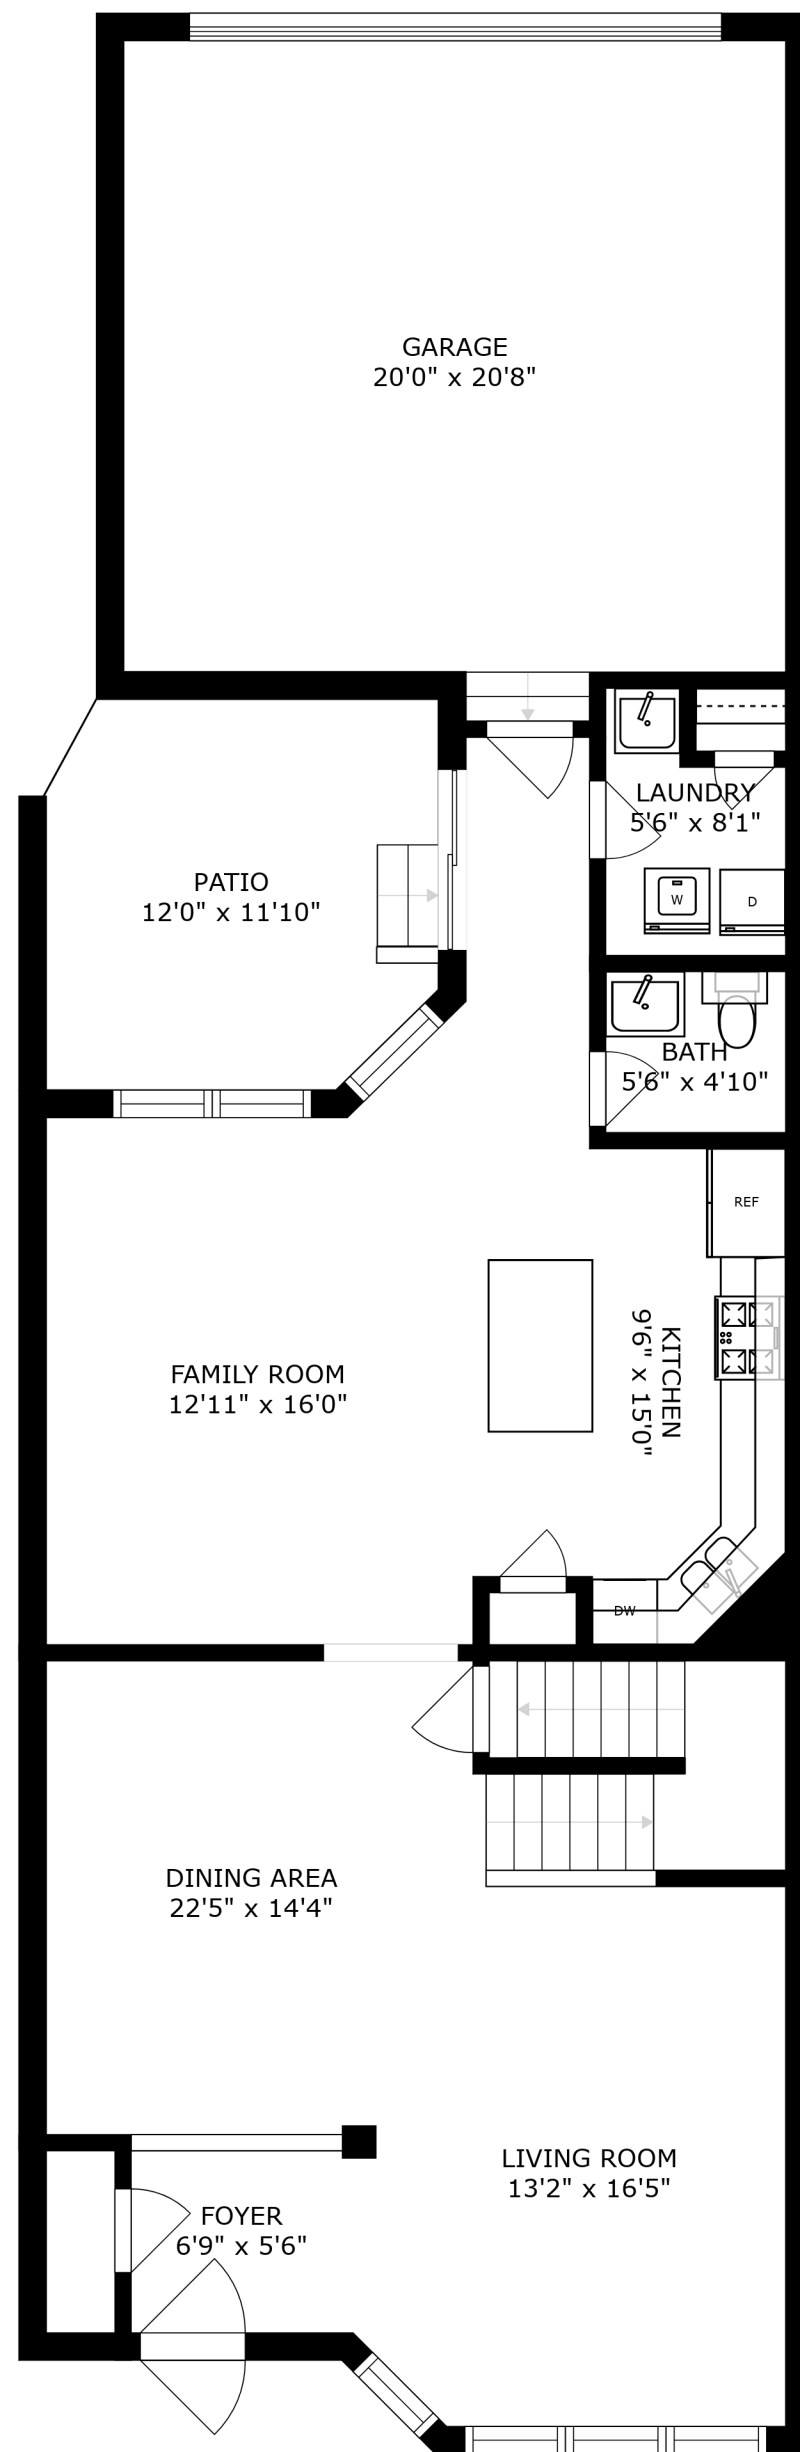 GARAGE
20'0" x 20'8"
LAUNDRY
5'6" x 8'1"
PATIO
12'0" x 11'10"
W
D
BATH
5'6" x 4'10"
REF
KITCHEN
9'6" x 15'0"
FAMILY ROOM
12'11" x 16'0"
DW
DINING AREA
22'5" x 14'4"
LIVING ROOM
13'2" x 16'5"
FOYER
6'9" x 5'6"